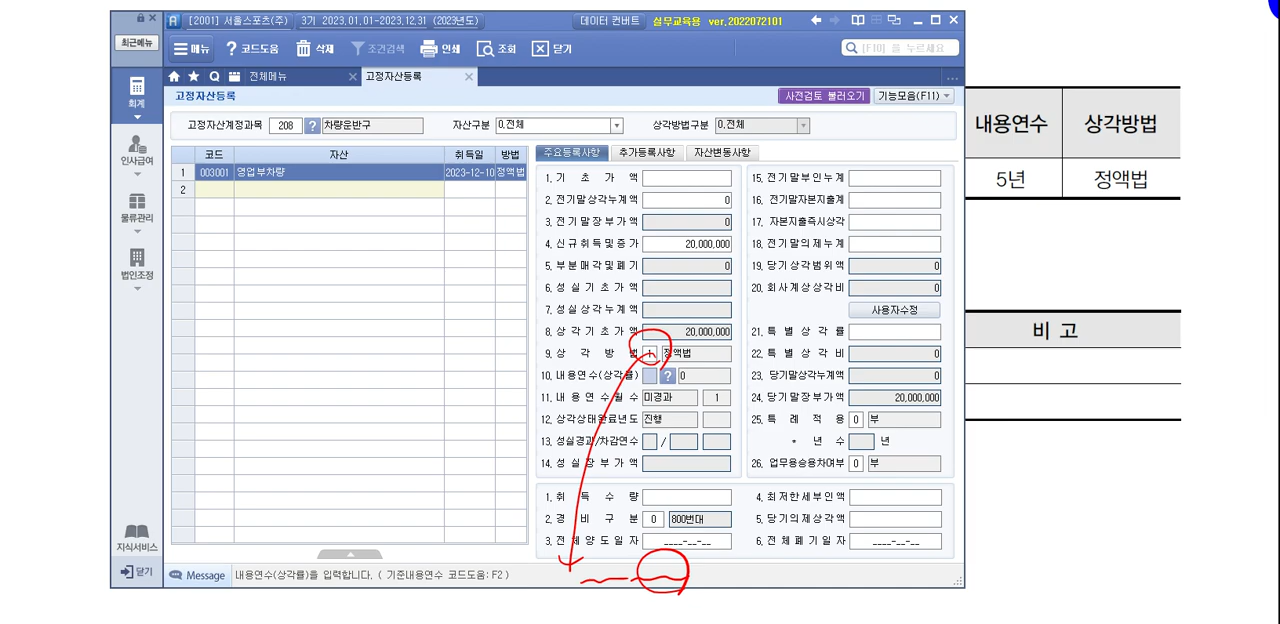 [2001] 서울스포츠(주) 3기 2023.01.01~2023.12.31 (2023년도) 데이터 컨버트 실무교육용 ver.2022072101
최근메뉴 메뉴 코드도움 삭제 조건검색 인쇄 조회 닫기 [F10] 을 누르세요
전체메뉴 고정자산등록
고정자산등록 사전검토 불러오기 기능모음(F11)
고정자산계정과목 208 ? 차량운반구 자산구분 0.전체 상각방법구분 0.전체
회계
인사급여
물류관리
법인조정
지식서비스
닫기
코드 자산 취득일 방법
1 003001 영업부차량 2023-12-10 정액법
2
주요등록사항 추가등록사항 자산변동사항
1. 기초가액
2. 전기말상각누계액 0
3. 전기말장부가액 0
4. 신규취득및증가 20,000,000
5. 부분매각및폐기 0
6. 성실기초가액
7. 성실상각누계액
8. 상각기초가액 20,000,000
9. 상각방법 정액법
10. 내용연수(상각률) ? 0
11. 내용연수월수 미경과 1
12. 상각상태완료년도 진행
13. 성실경과/차감연수 /
14. 성실장부가액
15. 전기말부인누계
16. 전기말자본지출계
17. 자본지출즉시상각
18. 전기말의제누계
19. 당기상각범위액 0
20. 회사계상상각비 0
사용자수정
21. 특별상각률
22. 특별상각비 0
23. 당기말상각누계액 0
24. 당기말장부가액 20,000,000
25. 특례적용 0 부
* 년수 년
26. 업무용승용차여부 0 부
1. 취득수량
2. 경비구분 0 800번대
3. 전체양도일자 ____-__-__
4. 최저한세부인액
5. 당기의제상각액
6. 전체폐기일자 ____-__-__
Message 내용연수(상각률)을 입력합니다. ( 기준내용연수 코드도움: F2 )
내용연수 상각방법
5년 정액법
비 고